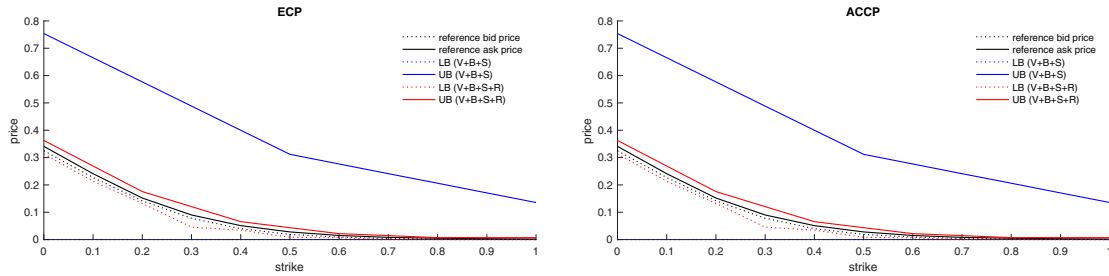 ECP
0.8
0.7
0.6
0.5
0.4
0.3
0.2
0.1
0
price
reference bid price
reference ask price
LB (V+B+S)
UB (V+B+S)
LB (V+B+S+R)
UB (V+B+S+R)
0 0.1 0.2 0.3 0.4 0.5 0.6 0.7 0.8 0.9 1
strike
ACCP
0.8
0.7
0.6
0.5
0.4
0.3
0.2
0.1
0
price
reference bid price
reference ask price
LB (V+B+S)
UB (V+B+S)
LB (V+B+S+R)
UB (V+B+S+R)
0 0.1 0.2 0.3 0.4 0.5 0.6 0.7 0.8 0.9 1
strike